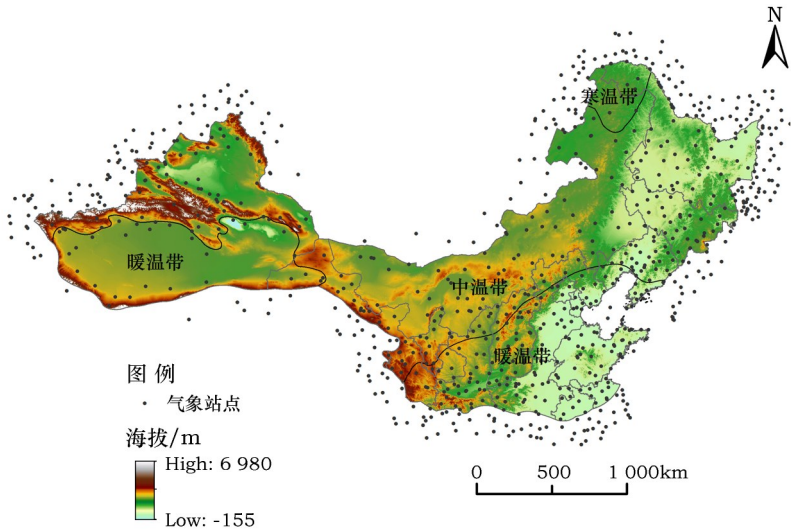 N
寒温带
暖温带
中温带
暖温带
图 例
气象站点
海拔/m
High: 6 980
Low: -155
0 500 1 000km